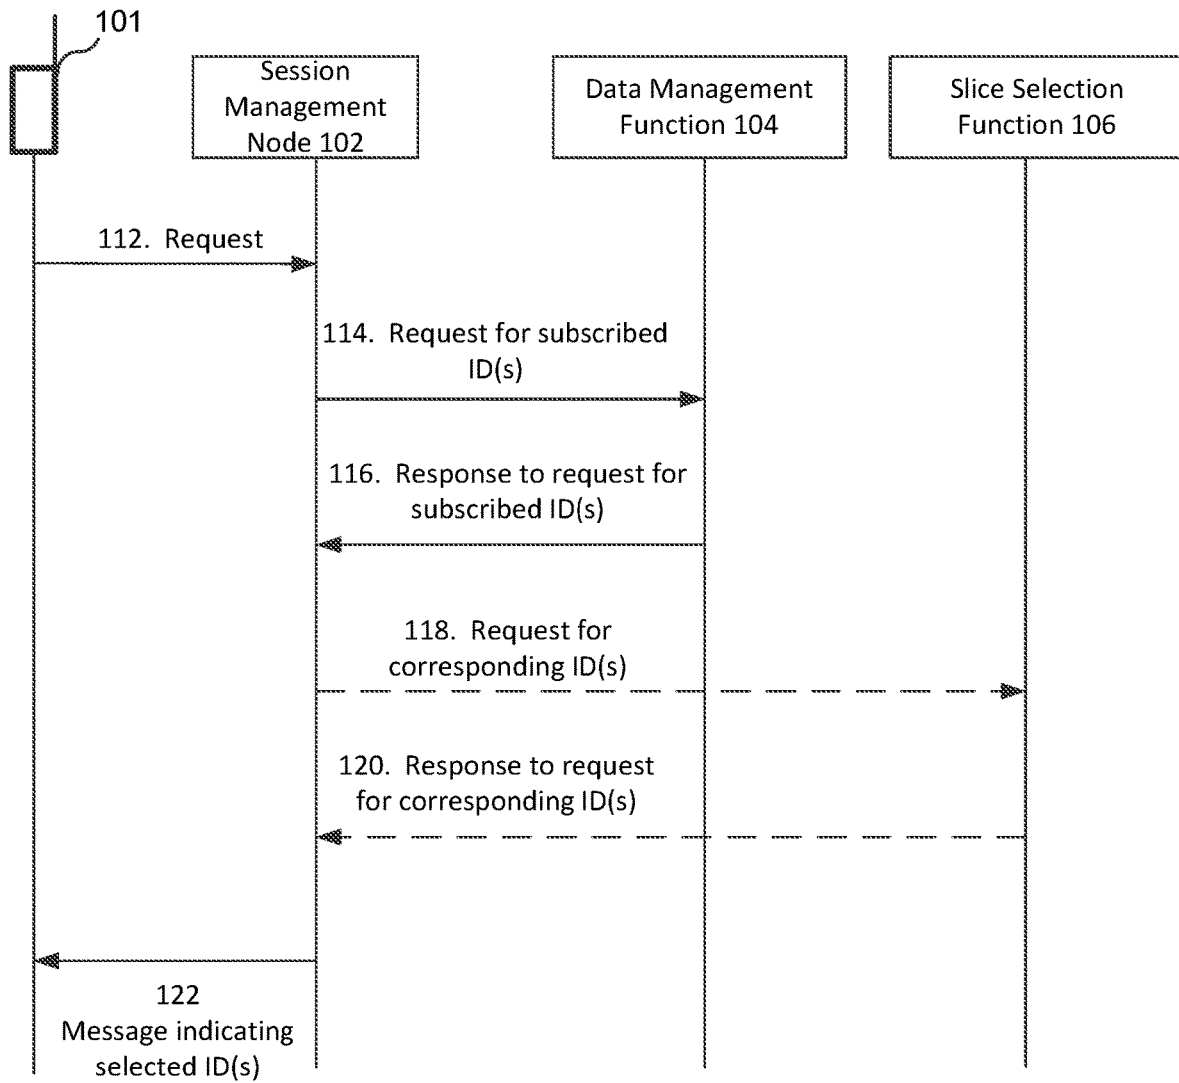 101
Session
Management
Node 102
Data Management
Function 104
Slice Selection
Function 106
112. Request
114. Request for subscribed
ID(s)
116. Response to request for
subscribed ID(s)
118. Request for
corresponding ID(s)
120. Response to request
for corresponding ID(s)
122
Message indicating
selected ID(s)